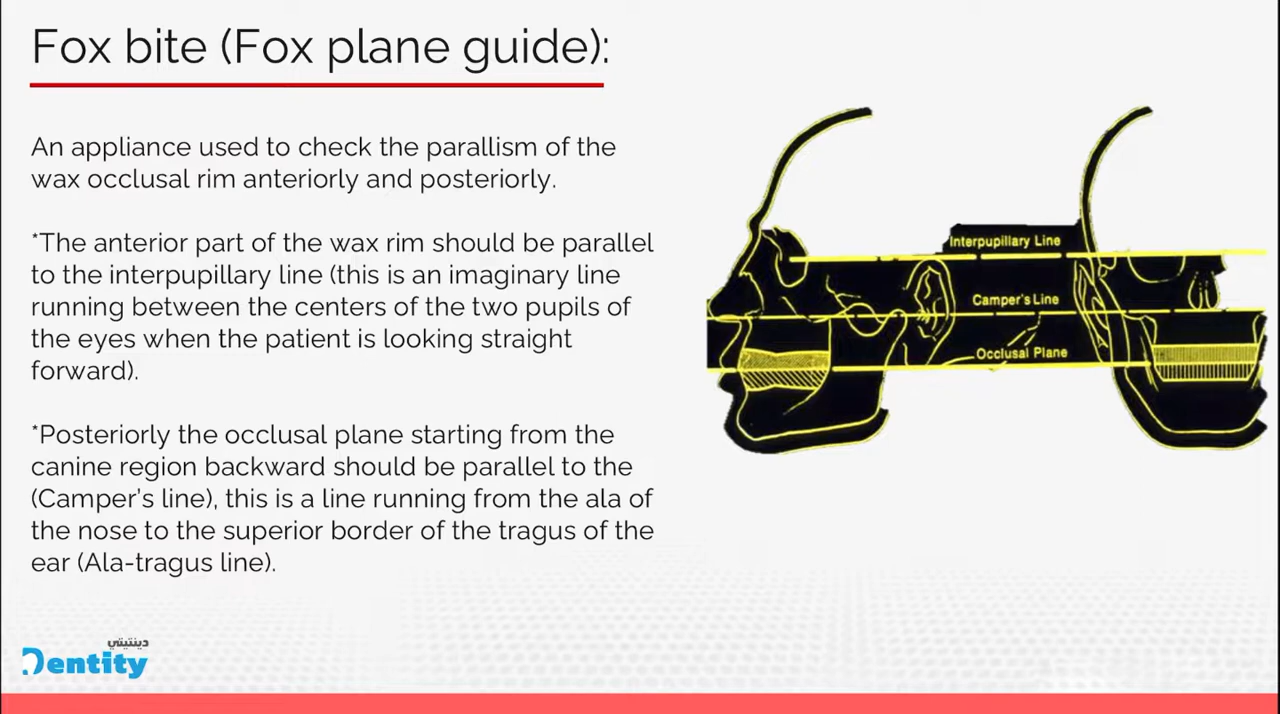 Fox bite (Fox plane guide):
An appliance used to check the parallism of the
wax occlusal rim anteriorly and posteriorly.
*The anterior part of the wax rim should be parallel
to the interpupillary line (this is an imaginary line
running between the centers of the two pupils of
the eyes when the patient is looking straight
forward).
*Posteriorly the occlusal plane starting from the
canine region backward should be parallel to the
(Camper's line), this is a line running from the ala of
the nose to the superior border of the tragus of the
ear (Ala-tragus line).
Interpupillary Line
Camper's Line
Occlusal Plane
دينتيتي
Dentity